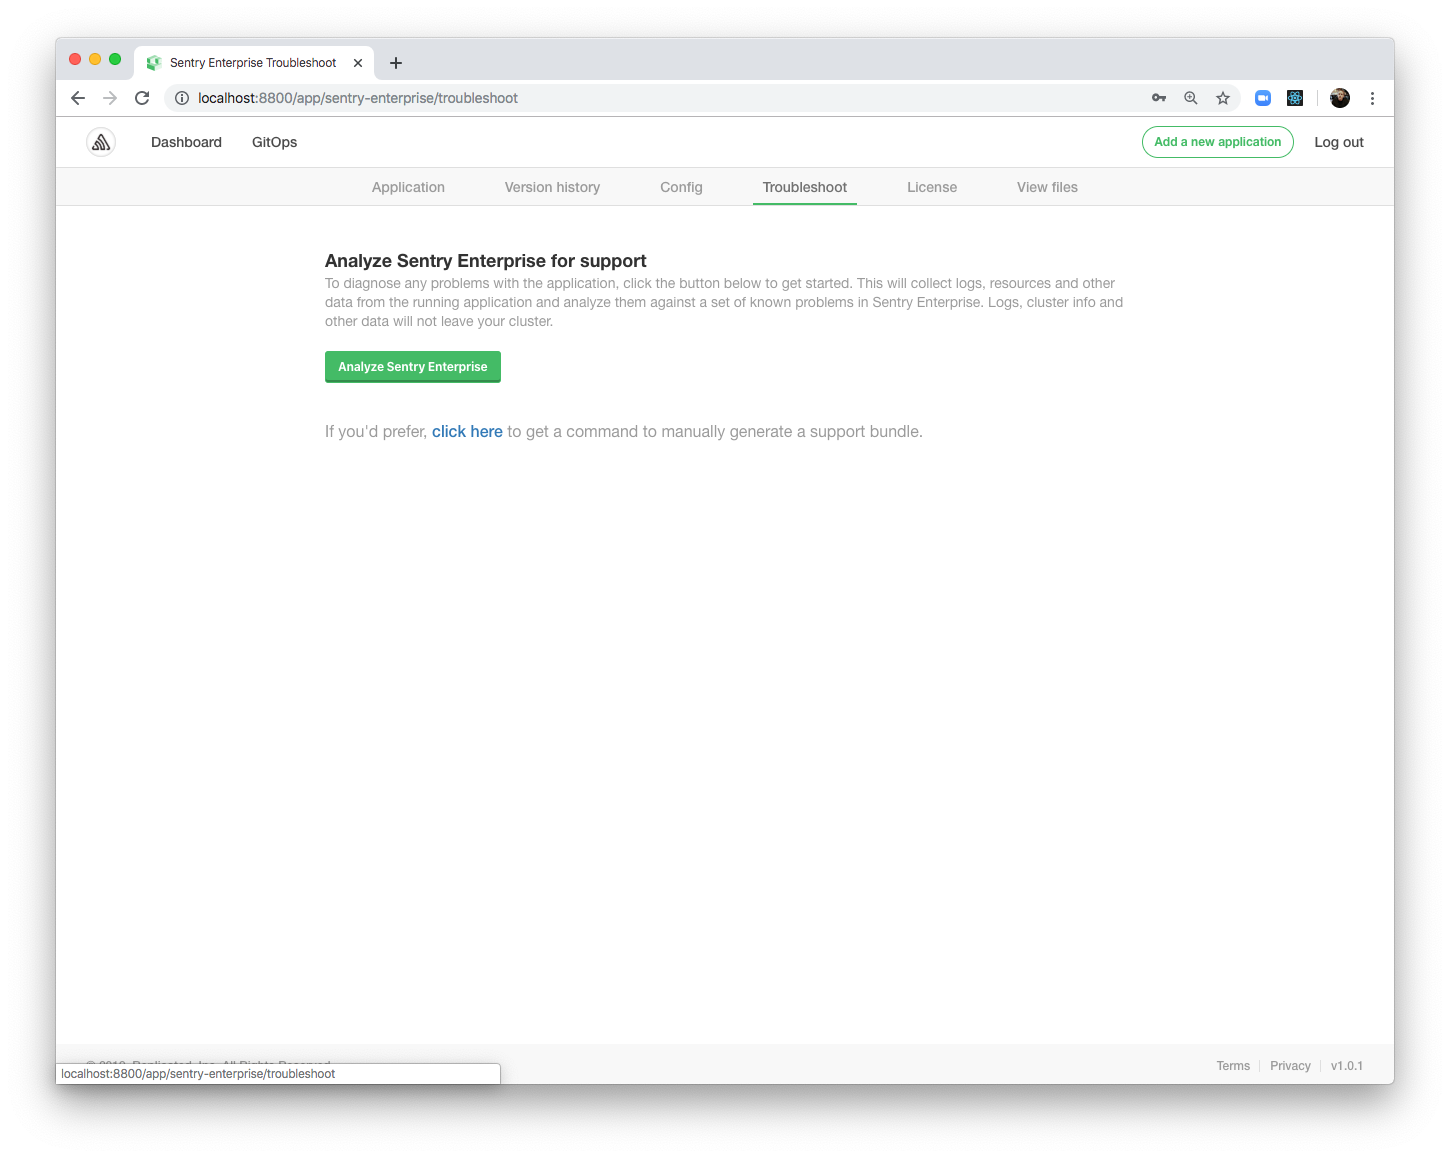 Sentry Enterprise Troubleshoot
localhost:8800/app/sentry-enterprise/troubleshoot
Dashboard GitOps Add a new application Log out
Application Version history Config Troubleshoot License View files
Analyze Sentry Enterprise for support
To diagnose any problems with the application, click the button below to get started. This will collect logs, resources and other
data from the running application and analyze them against a set of known problems in Sentry Enterprise. Logs, cluster info and
other data will not leave your cluster.
Analyze Sentry Enterprise
If you'd prefer, click here to get a command to manually generate a support bundle.
Terms Privacy v1.0.1
localhost:8800/app/sentry-enterprise/troubleshoot